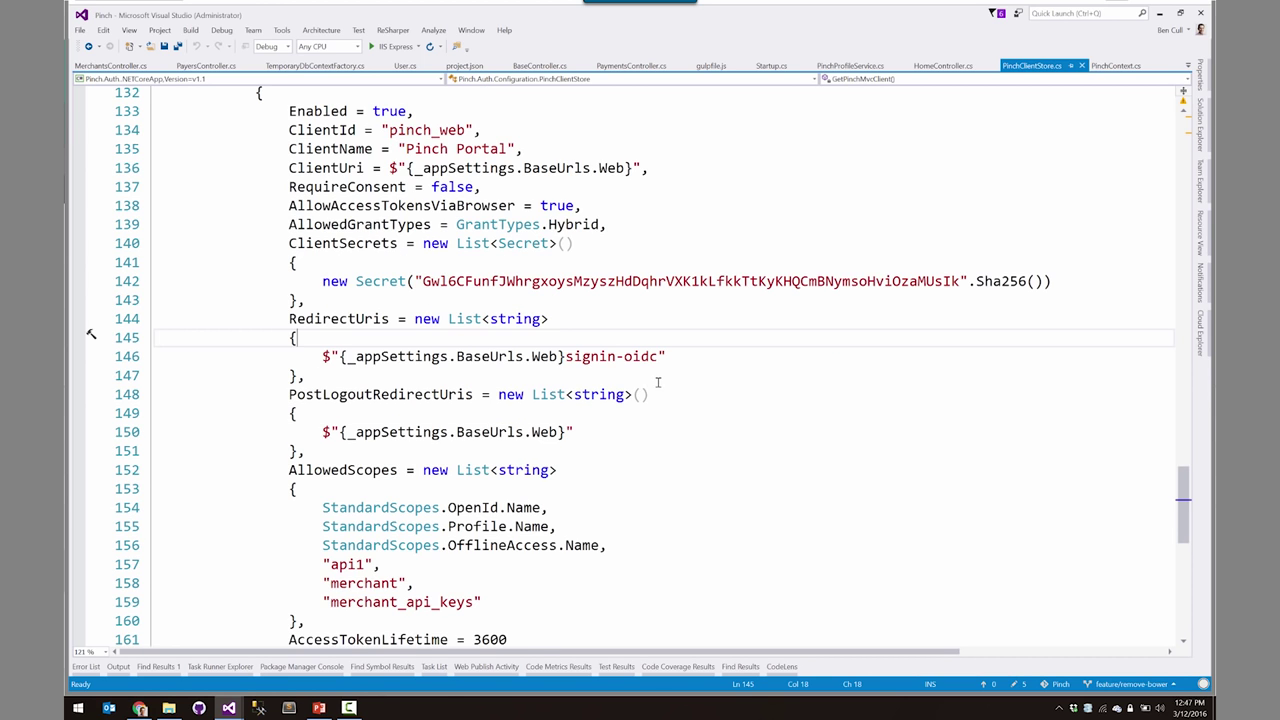 Pinch - Microsoft Visual Studio (Administrator)
6
Quick Launch (Ctrl+Q)
File Edit View Project Build Debug Team Tools Architecture Test ReSharper Analyze Window Help
Ben Cull
Debug Any CPU IIS Express
MerchantsController.cs PayersController.cs TemporaryDbContextFactory.cs User.cs project.json BaseController.cs PaymentsController.cs gulpfile.js Startup.cs PinchProfileService.cs HomeController.cs PinchClientStore.cs PinchContext.cs
Pinch.Auth..NETCoreApp,Version=v1.1 Pinch.Auth.Configuration.PinchClientStore GetPinchMvcClient()
132 {
133 Enabled = true,
134 ClientId = "pinch_web",
135 ClientName = "Pinch Portal",
136 ClientUri = $"{_appSettings.BaseUrls.Web}",
137 RequireConsent = false,
138 AllowAccessTokensViaBrowser = true,
139 AllowedGrantTypes = GrantTypes.Hybrid,
140 ClientSecrets = new List<Secret>()
141 {
142 new Secret("Gwl6CFunfJWhrgxoysMzyszHdDqhrVXK1kLfkkTtKyKHQCmBNymsoHviOzaMUsIk".Sha256())
143 },
144 RedirectUris = new List<string>
145 {
146 $"{_appSettings.BaseUrls.Web}signin-oidc"
147 },
148 PostLogoutRedirectUris = new List<string>()
149 {
150 $"{_appSettings.BaseUrls.Web}"
151 },
152 AllowedScopes = new List<string>
153 {
154 StandardScopes.OpenId.Name,
155 StandardScopes.Profile.Name,
156 StandardScopes.OfflineAccess.Name,
157 "api1",
158 "merchant",
159 "merchant_api_keys"
160 },
161 AccessTokenLifetime = 3600
Properties
Solution Explorer
Team Explorer
Resource View
Notifications
Cloud Explorer
121 %
Error List Output Find Results 1 Task Runner Explorer Package Manager Console Find Symbol Results Task List Web Publish Activity Code Metrics Results Test Results Code Coverage Results Find Results CodeLens
Ready Ln 145 Col 18 Ch 18 INS 0 5 Pinch feature/remove-bower
12:47 PM
3/12/2016